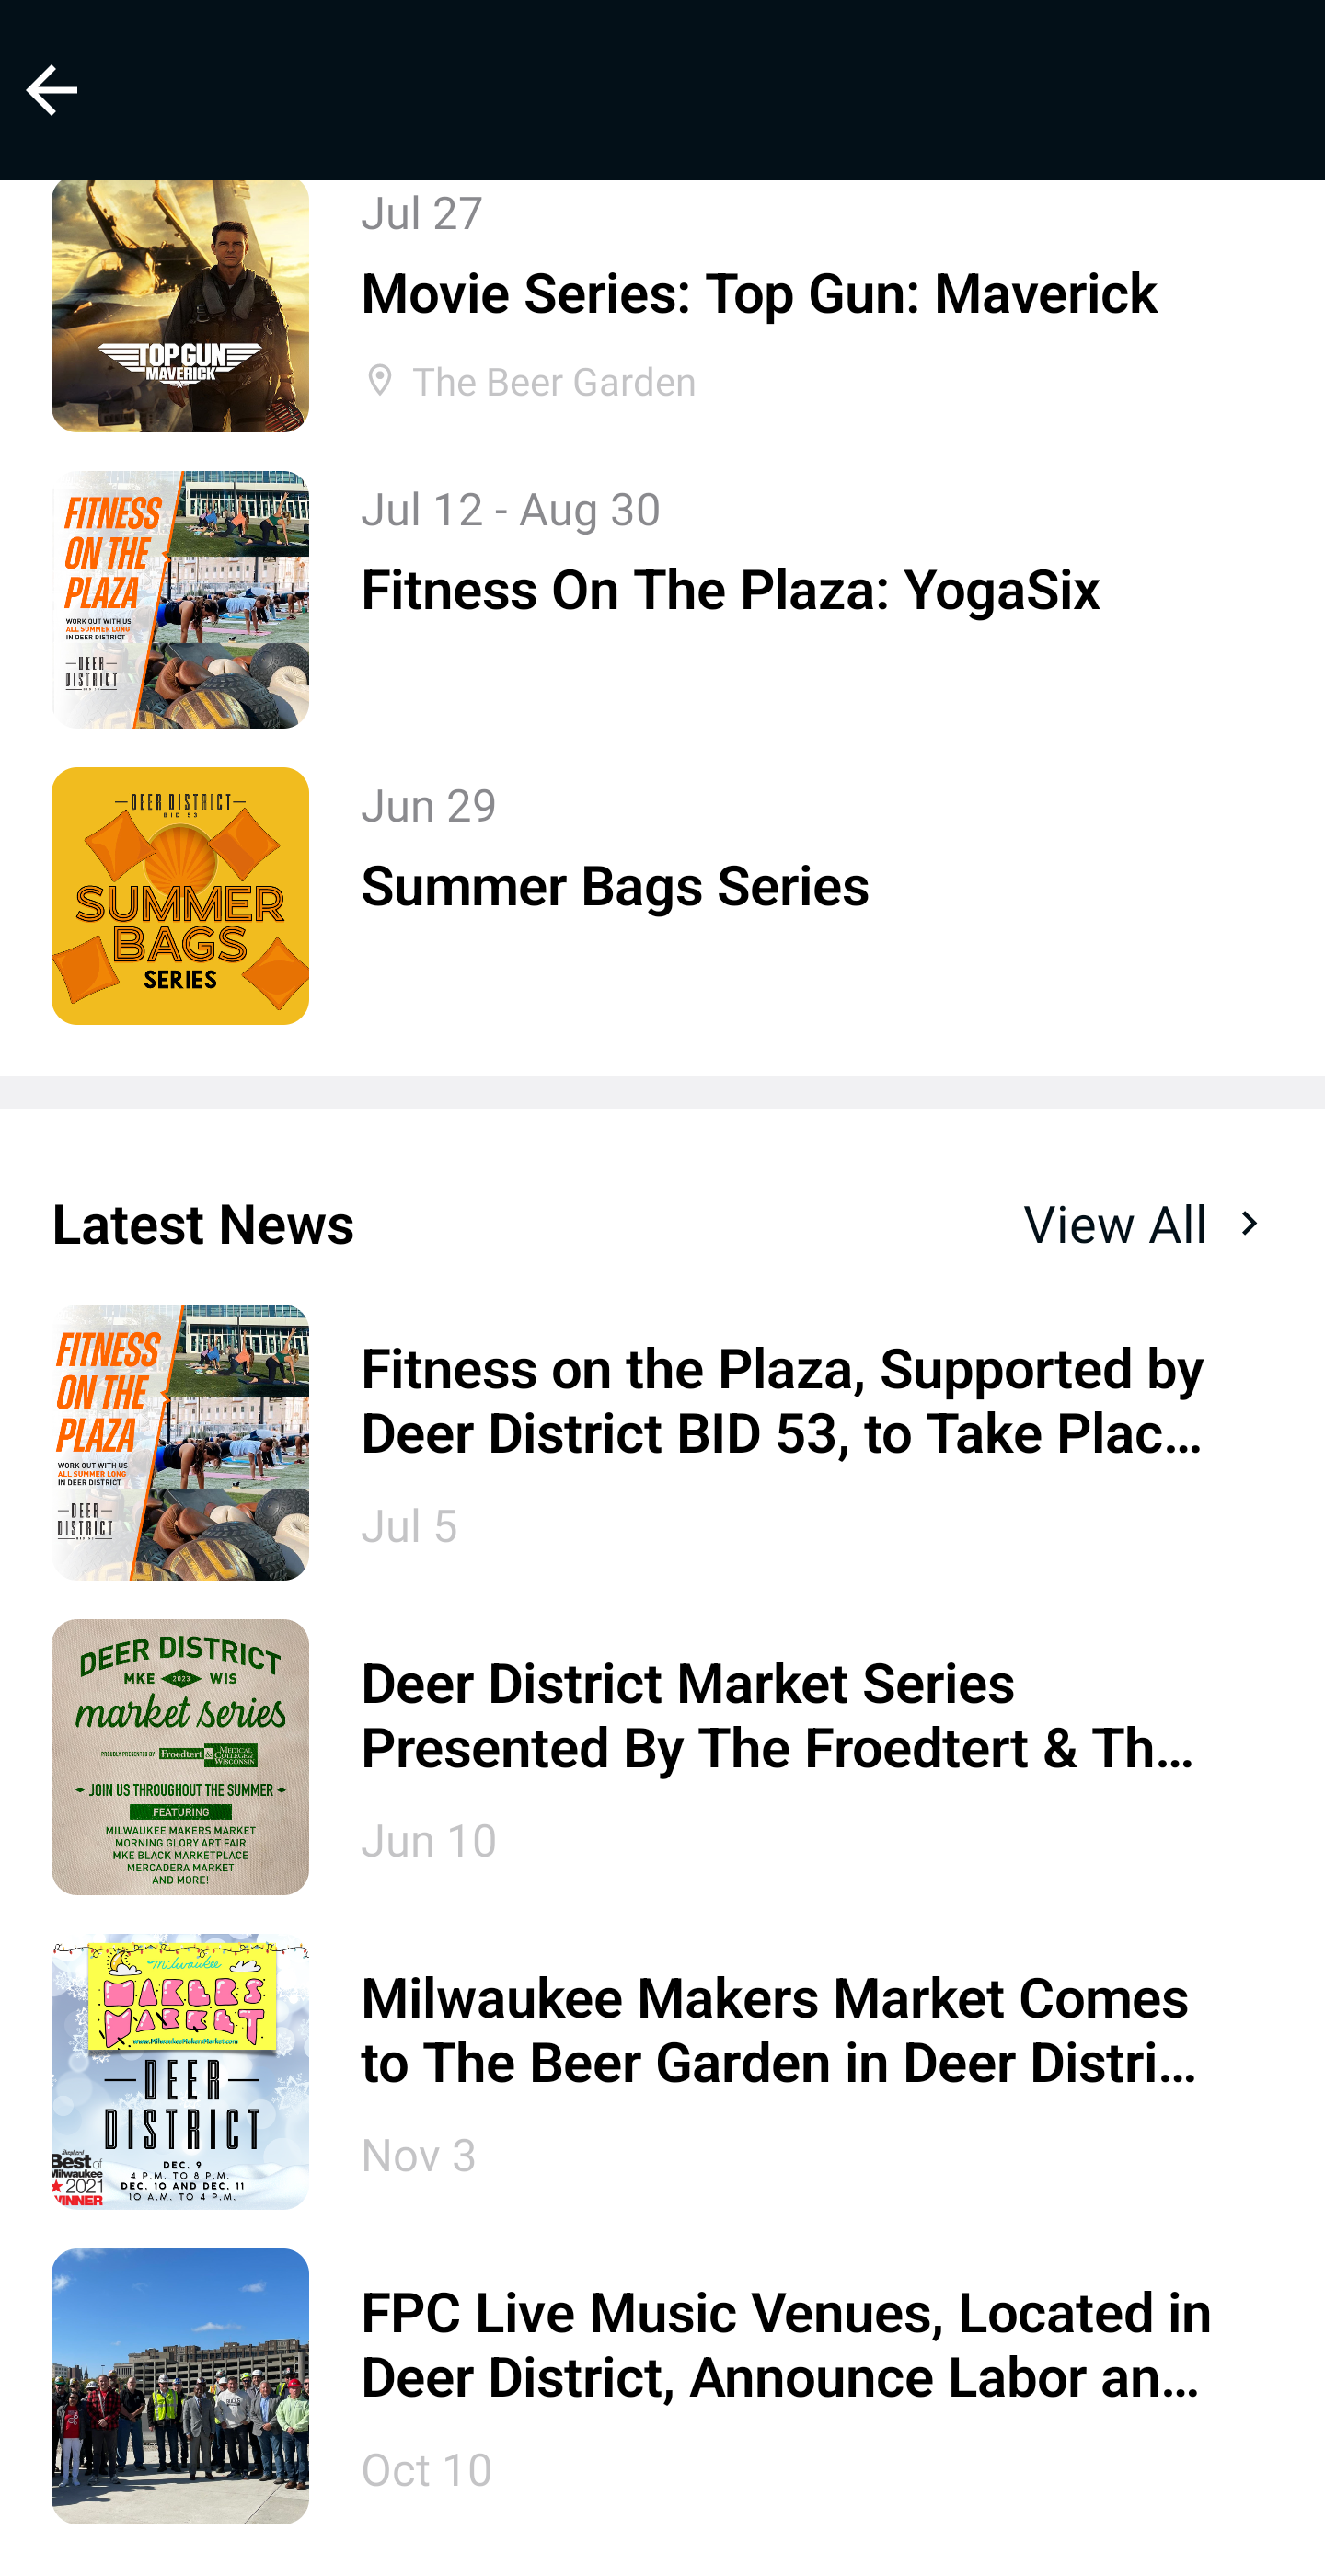 Jul 27
Movie Series: Top Gun: Maverick
The Beer Garden
TOP GUN
MAVERICK
Jul 12 - Aug 30
Fitness On The Plaza: YogaSix
FITNESS
ON THE
PLAZA
WORK OUT WITH US
ALL SUMMER LONG
IN DEER DISTRICT
DEER
DISTRICT
Jun 29
Summer Bags Series
DEER DISTRICT
BID 53
SUMMER
BAGS
SERIES
Latest News
View All
Fitness on the Plaza, Supported by
Deer District BID 53, to Take Plac...
Jul 5
FITNESS
ON THE
PLAZA
WORK OUT WITH US
ALL SUMMER LONG
IN DEER DISTRICT
DEER
DISTRICT
Deer District Market Series
Presented By The Froedtert & Th...
Jun 10
DEER DISTRICT
MKE 2023 WIS
market series
PROUDLY PRESENTED BY Froedtert & MEDICAL COLLEGE of WISCONSIN
JOIN US THROUGHOUT THE SUMMER
FEATURING
MILWAUKEE MAKERS MARKET
MORNING GLORY ART FAIR
MKE BLACK MARKETPLACE
MERCADERA MARKET
AND MORE!
Milwaukee Makers Market Comes
to The Beer Garden in Deer Distri...
Nov 3
milwaukee
MAKERS
MARKET
www.MilwaukeeMakersMarket.com
DEER
DISTRICT
Shepherd
Best of
Milwaukee
2021
WINNER
DEC. 9
4 P.M. TO 8 P.M.
DEC. 10 AND DEC. 11
10 A.M. TO 4 P.M.
FPC Live Music Venues, Located in
Deer District, Announce Labor an...
Oct 10